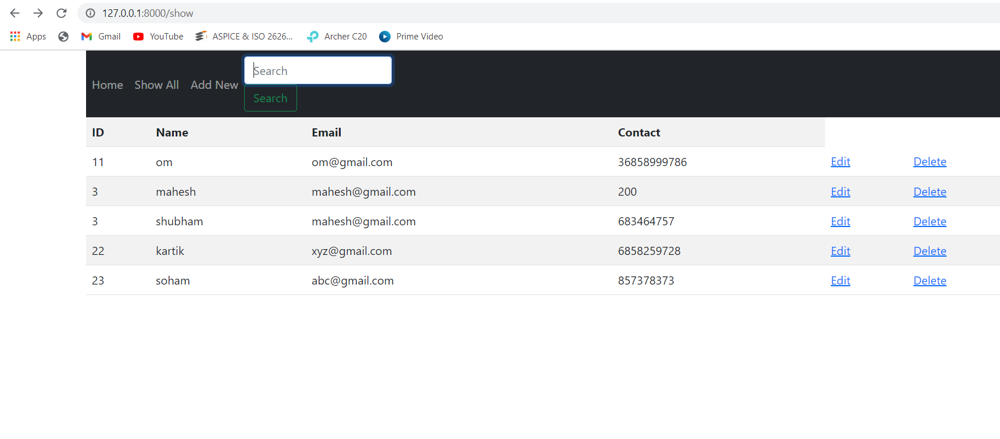 127.0.0.1:8000/show
Apps Gmail YouTube ASPICE & ISO 2626... Archer C20 Prime Video
Search
Home Show All Add New
Search
ID Name Email Contact
11 om om@gmail.com 36858999786 Edit Delete
3 mahesh mahesh@gmail.com 200 Edit Delete
3 shubham mahesh@gmail.com 683464757 Edit Delete
22 kartik xyz@gmail.com 6858259728 Edit Delete
23 soham abc@gmail.com 857378373 Edit Delete